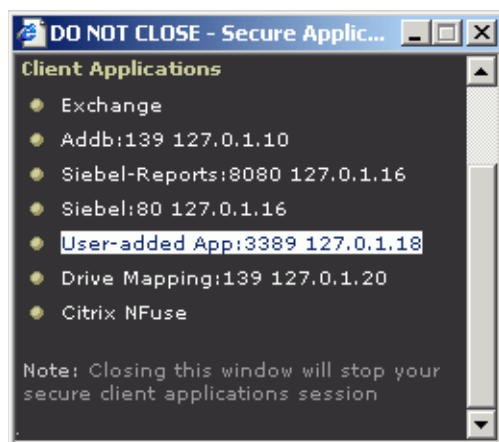 DO NOT CLOSE - Secure Applic...
Client Applications
Exchange
Addb:139 127.0.1.10
Siebel-Reports:8080 127.0.1.16
Siebel:80 127.0.1.16
User-added App:3389 127.0.1.18
Drive Mapping:139 127.0.1.20
Citrix NFuse
Note: Closing this window will stop your
secure client applications session